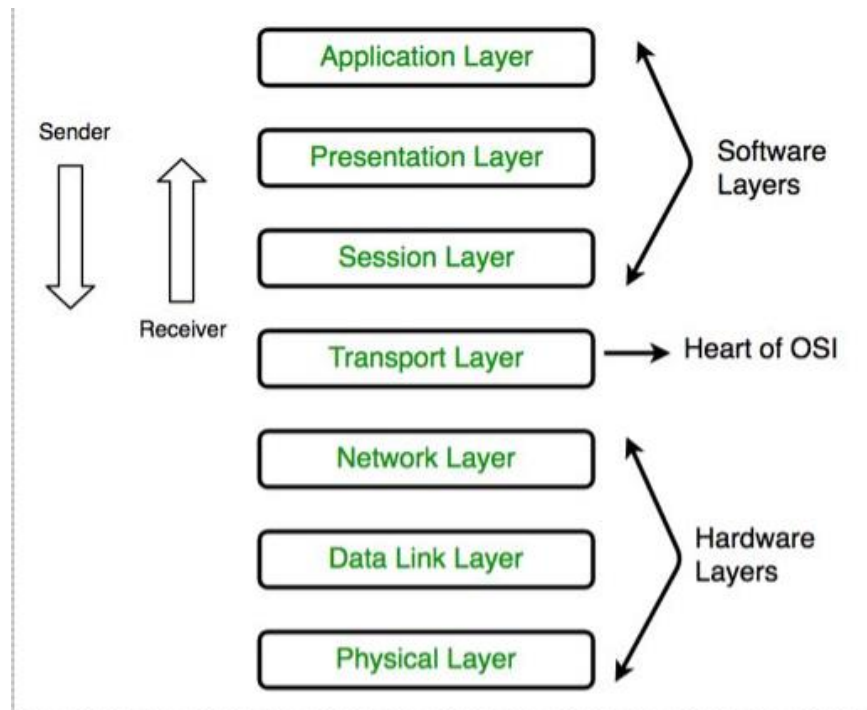 Application Layer
Sender
Presentation Layer
Software
Layers
Session Layer
Receiver
Transport Layer
Heart of OSI
Network Layer
Hardware
Layers
Data Link Layer
Physical Layer